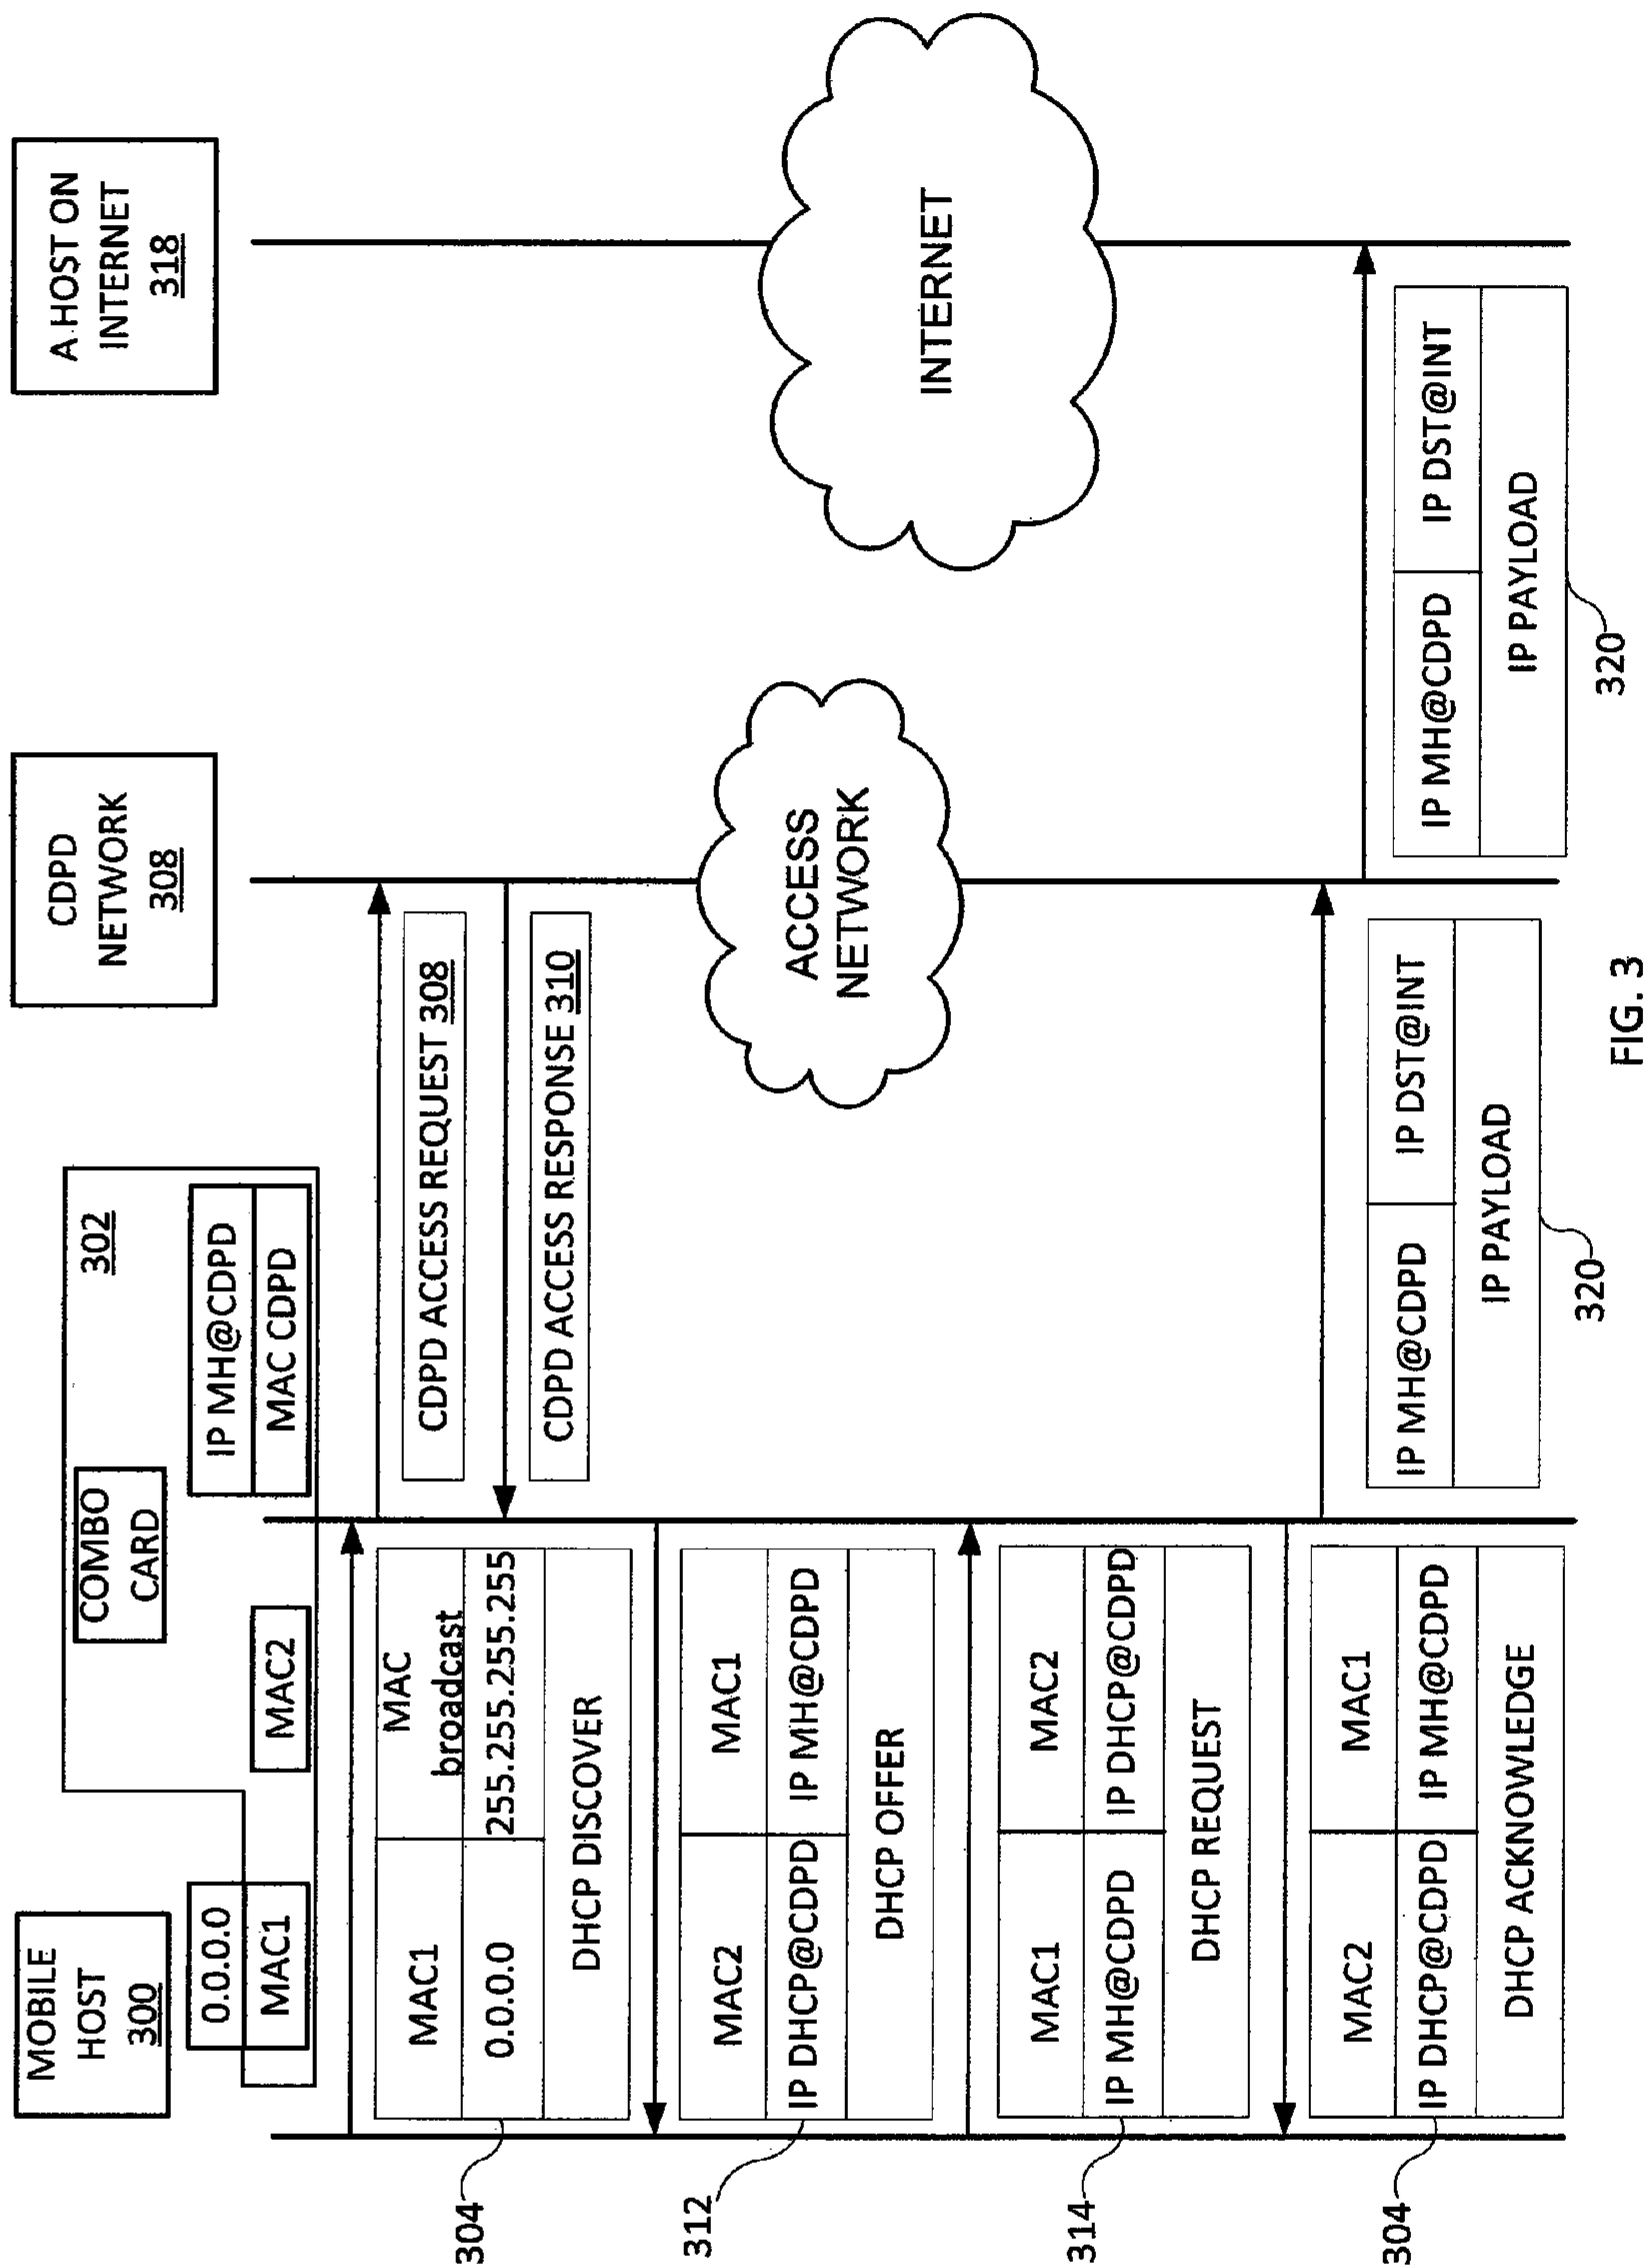 MOBILE
HOST
300
COMBO
CARD
302
CDPD
NETWORK
308
A HOST ON
INTERNET
318
0.0.0.0
MAC1
MAC2
IP MH@CDPD
MAC CDPD
304
MAC1
MAC
broadcast
0.0.0.0
255.255.255.255
DHCP DISCOVER
CDPD ACCESS REQUEST 308
CDPD ACCESS RESPONSE 310
312
MAC2
MAC1
IP DHCP@CDPD
IP MH@CDPD
DHCP OFFER
ACCESS
NETWORK
INTERNET
314
MAC1
MAC2
IP MH@CDPD
IP DHCP@CDPD
DHCP REQUEST
304
MAC2
MAC1
IP DHCP@CDPD
IP MH@CDPD
DHCP ACKNOWLEDGE
IP MH@CDPD
IP DST@INT
IP PAYLOAD
320
IP MH@CDPD
IP DST@INT
IP PAYLOAD
320
FIG. 3